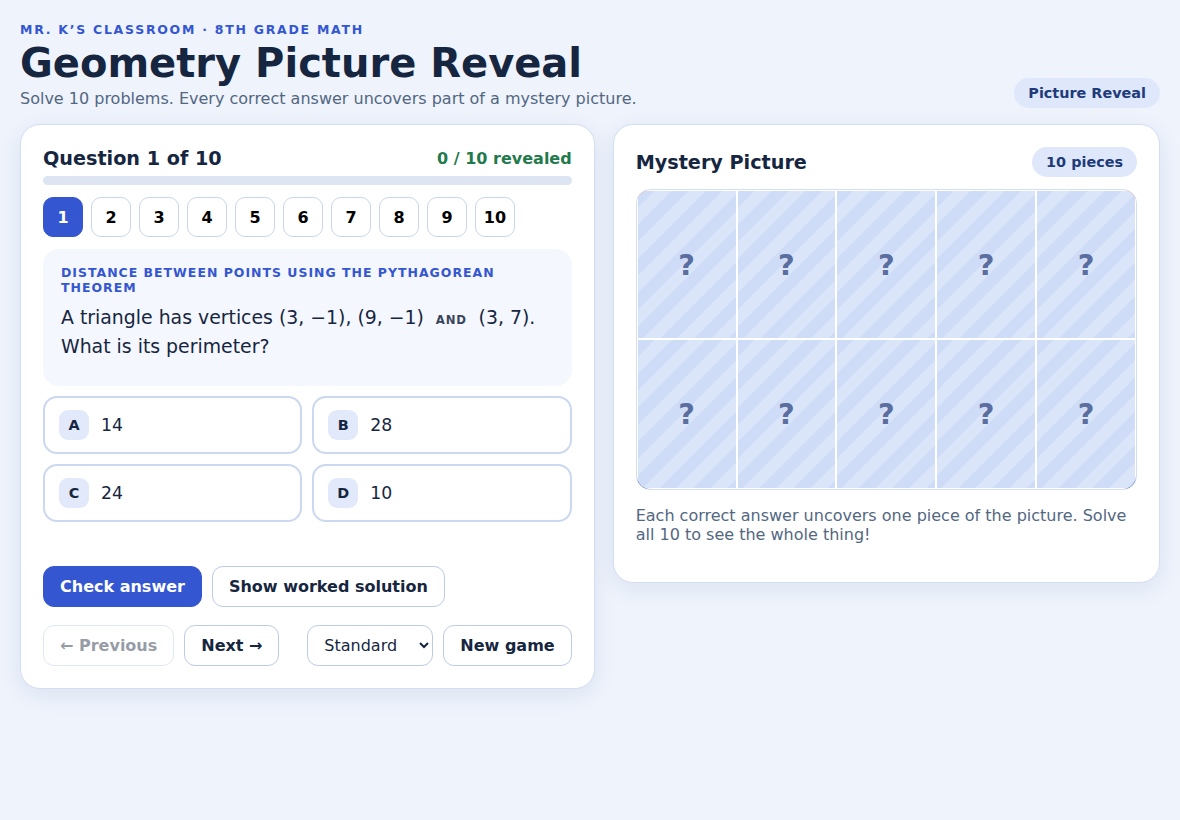 MR. K’S CLASSROOM · 8TH GRADE MATH
Geometry Picture Reveal
Solve 10 problems. Every correct answer uncovers part of a mystery picture.
Picture Reveal
Question 1 of 10
0 / 10 revealed
1 2 3 4 5 6 7 8 9 10
DISTANCE BETWEEN POINTS USING THE PYTHAGOREAN
THEOREM
A triangle has vertices (3, −1), (9, −1) AND (3, 7).
What is its perimeter?
A 14
B 28
C 24
D 10
Check answer
Show worked solution
← Previous
Next →
Standard
New game
Mystery Picture
10 pieces
? ? ? ? ?
? ? ? ? ?
Each correct answer uncovers one piece of the picture. Solve
all 10 to see the whole thing!